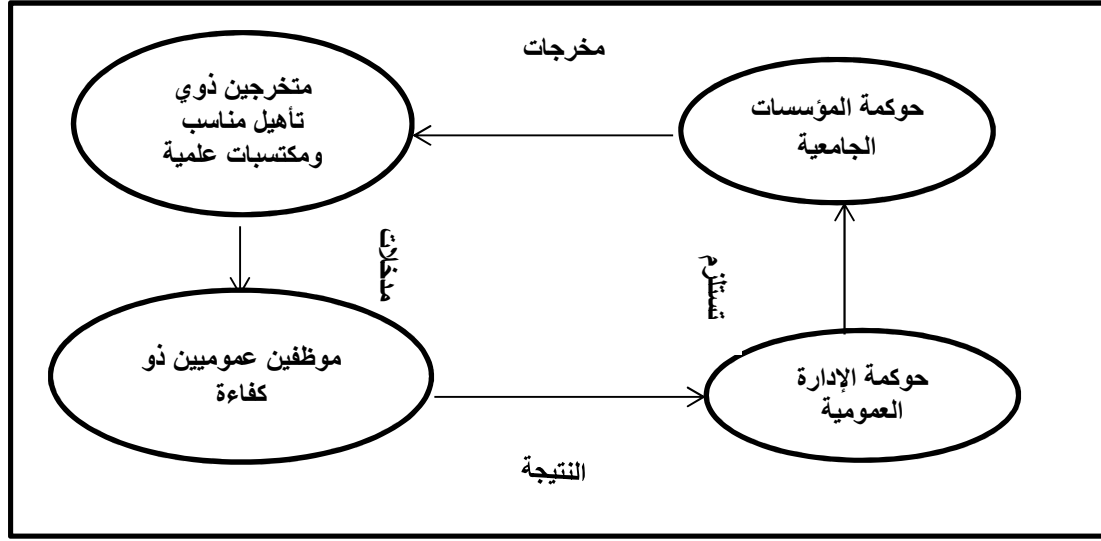 مخرجات
حوكمة المؤسسات
الجامعية
متخرجين ذوي
تأهيل مناسب
ومكتسبات علمية
تستلزم
مدخلات
حوكمة الإدارة
العمومية
موظفين عموميين ذو
كفاءة
النتيجة